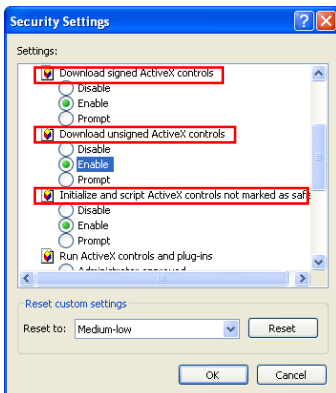 Security Settings
Settings:
Download signed ActiveX controls
Disable
Enable
Prompt
Download unsigned ActiveX controls
Disable
Enable
Prompt
Initialize and script ActiveX controls not marked as safe
Disable
Enable
Prompt
Run ActiveX controls and plug-ins
Administrator approved
Reset custom settings
Reset to: Medium-low Reset
OK Cancel